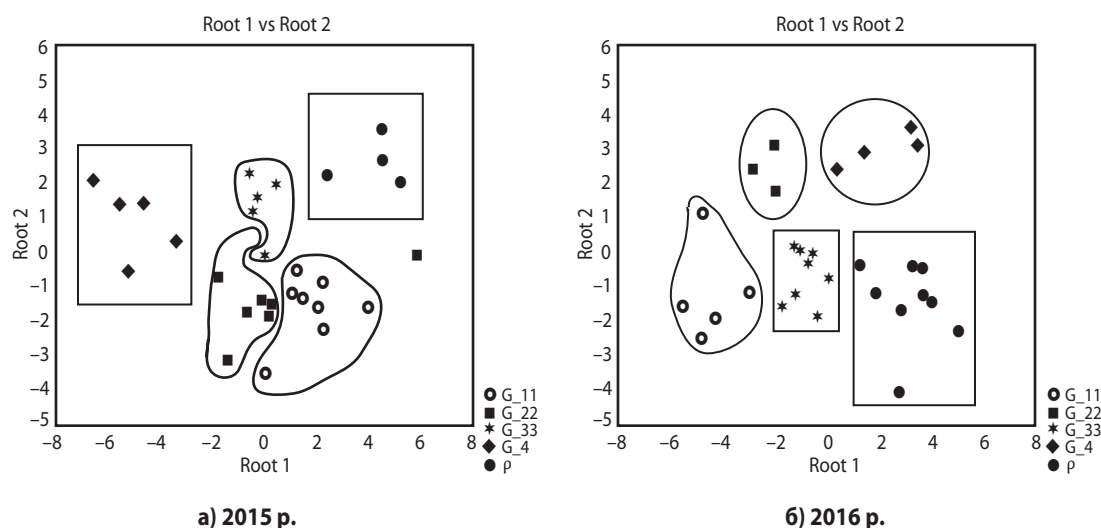 Root 1 vs Root 2
6
5
4
3
2
1
0
–1
–2
–3
–4
–5
Root 2
–8
–6
–4
–2
0
2
4
6
8
Root 1
G_11
G_22
G_33
G_4
ρ
а) 2015 р.
Root 1 vs Root 2
6
5
4
3
2
1
0
–1
–2
–3
–4
–5
Root 2
–8
–6
–4
–2
0
2
4
6
8
Root 1
G_11
G_22
G_33
G_4
ρ
б) 2016 р.